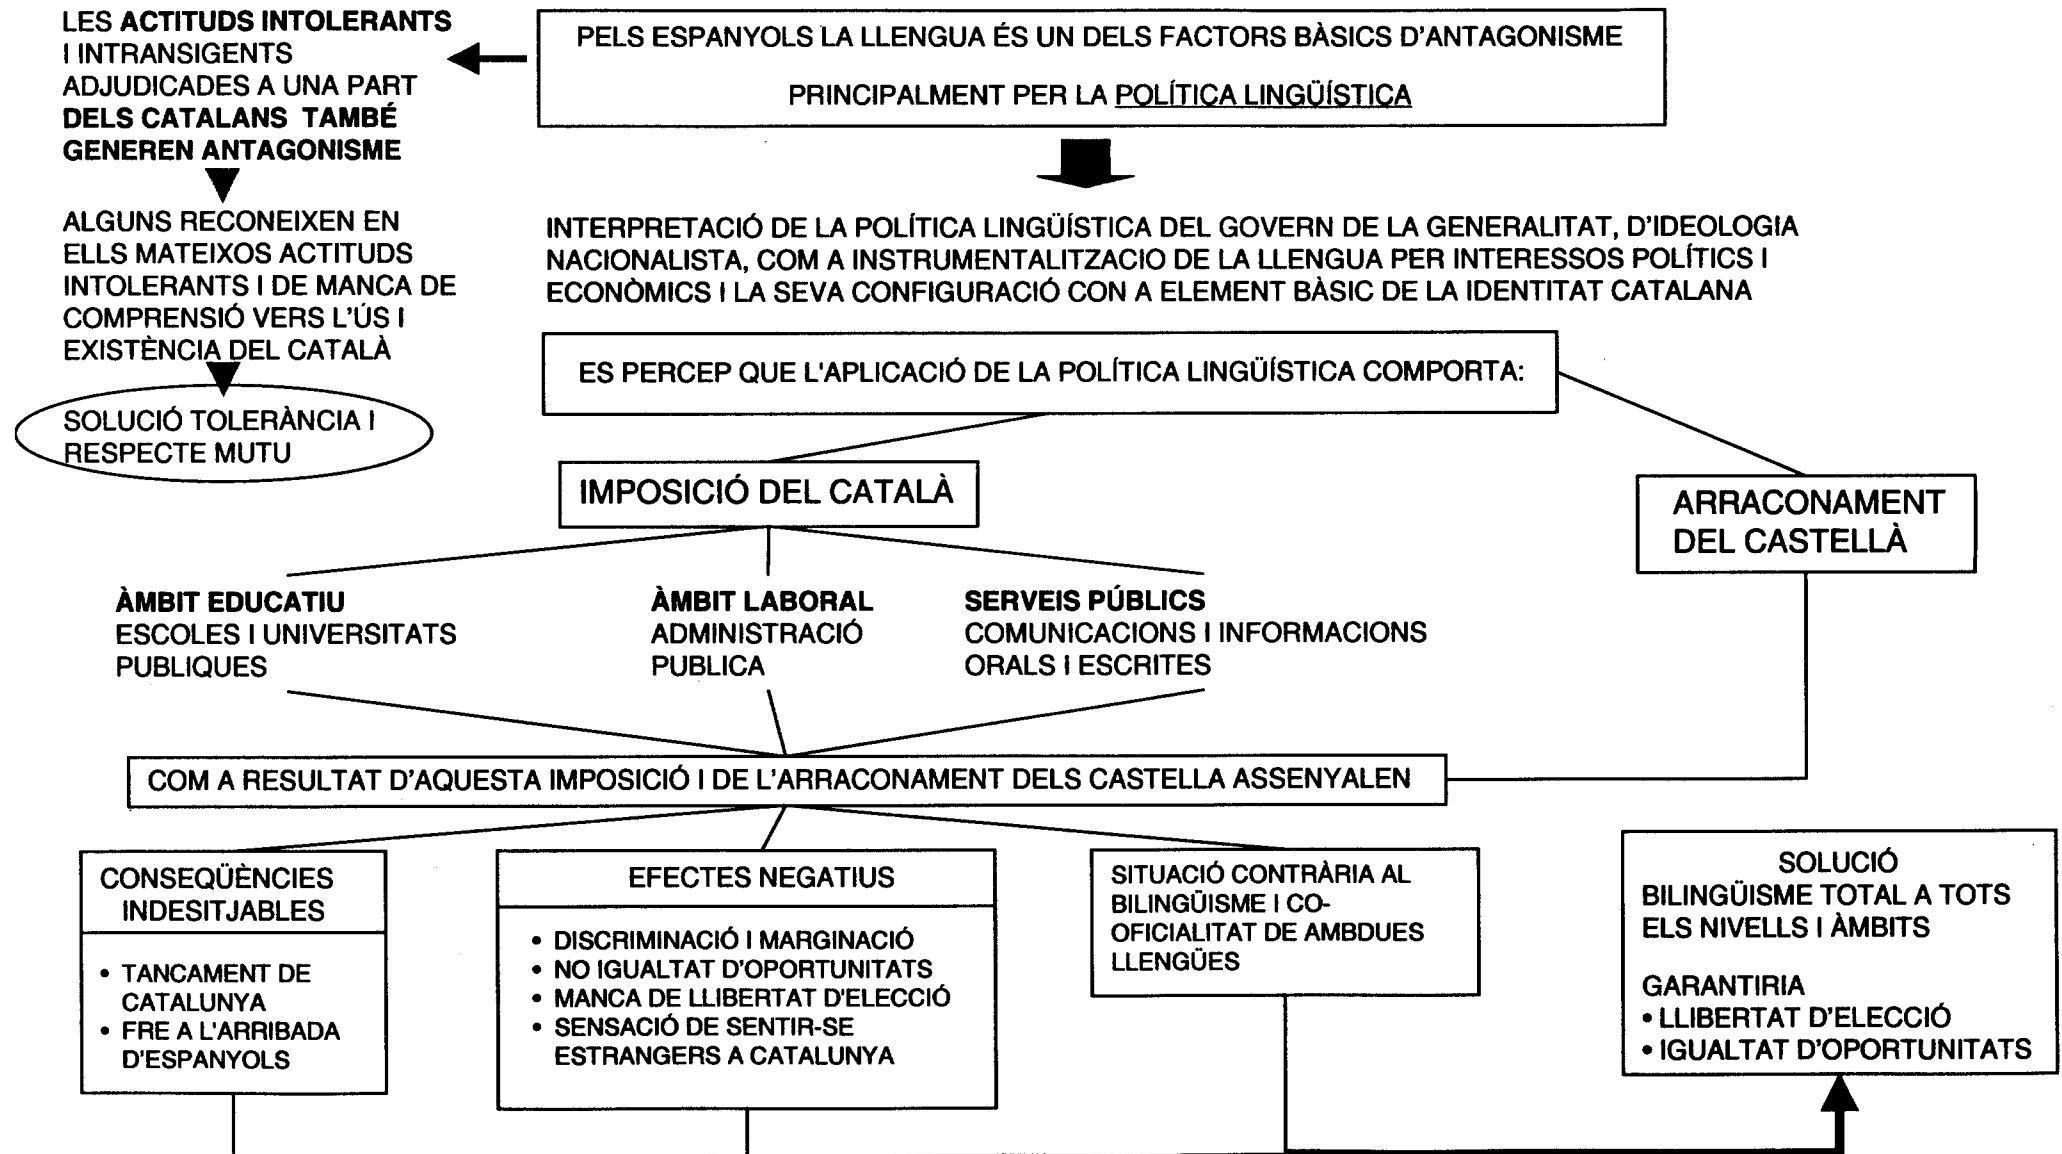 LES ACTITUDS INTOLERANTS
I INTRANSIGENTS
ADJUDICADES A UNA PART
DELS CATALANS TAMBÉ
GENEREN ANTAGONISME
ALGUNS RECONEIXEN EN
ELLS MATEIXOS ACTITUDS
INTOLERANTS I DE MANCA DE
COMPRENSIÓ VERS L'ÚS I
EXISTÈNCIA DEL CATALÀ
SOLUCIÓ TOLERÀNCIA I
RESPECTE MUTU
PELS ESPANYOLS LA LLENGUA ÉS UN DELS FACTORS BÀSICS D'ANTAGONISME
PRINCIPALMENT PER LA POLÍTICA LINGÜÍSTICA
INTERPRETACIÓ DE LA POLÍTICA LINGÜÍSTICA DEL GOVERN DE LA GENERALITAT, D'IDEOLOGIA
NACIONALISTA, COM A INSTRUMENTALITZACIO DE LA LLENGUA PER INTERESSOS POLÍTICS I
ECONÒMICS I LA SEVA CONFIGURACIÓ CON A ELEMENT BÀSIC DE LA IDENTITAT CATALANA
ES PERCEP QUE L'APLICACIÓ DE LA POLÍTICA LINGÜÍSTICA COMPORTA:
IMPOSICIÓ DEL CATALÀ
ARRACONAMENT
DEL CASTELLÀ
ÀMBIT EDUCATIU
ESCOLES I UNIVERSITATS
PUBLIQUES
ÀMBIT LABORAL
ADMINISTRACIÓ
PUBLICA
SERVEIS PÚBLICS
COMUNICACIONS I INFORMACIONS
ORALS I ESCRITES
COM A RESULTAT D'AQUESTA IMPOSICIÓ I DE L'ARRACONAMENT DELS CASTELLA ASSENYALEN
CONSEQÜÈNCIES
INDESITJABLES
• TANCAMENT DE
CATALUNYA
• FRE A L'ARRIBADA
D'ESPANYOLS
EFECTES NEGATIUS
• DISCRIMINACIÓ I MARGINACIÓ
• NO IGUALTAT D'OPORTUNITATS
• MANCA DE LLIBERTAT D'ELECCIÓ
• SENSACIÓ DE SENTIR-SE
ESTRANGERS A CATALUNYA
SITUACIÓ CONTRÀRIA AL
BILINGÜISME I CO-
OFICIALITAT DE AMBDUES
LLENGÜES
SOLUCIÓ
BILINGÜISME TOTAL A TOTS
ELS NIVELLS I ÀMBITS
GARANTIRIA
• LLIBERTAT D'ELECCIÓ
• IGUALTAT D'OPORTUNITATS